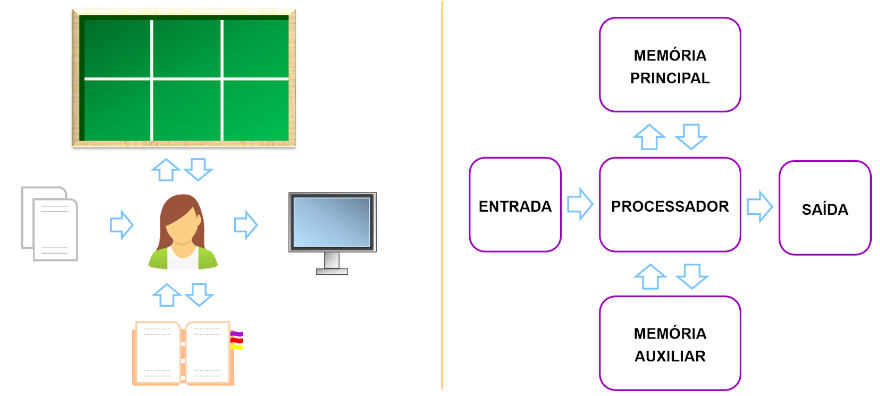 MEMÓRIA
PRINCIPAL
ENTRADA
PROCESSADOR
SAÍDA
MEMÓRIA
AUXILIAR